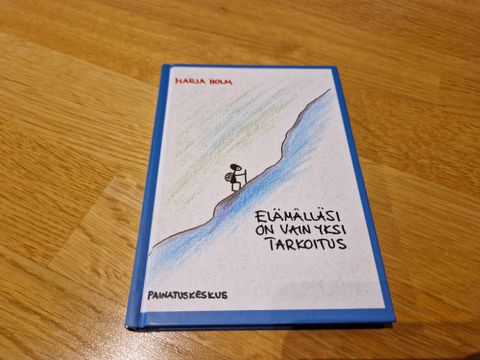 MARJA HOLM
ELÄMÄLLÄSI
ON VAIN YKSI
TARKOITUS
PAINATUSKESKUS